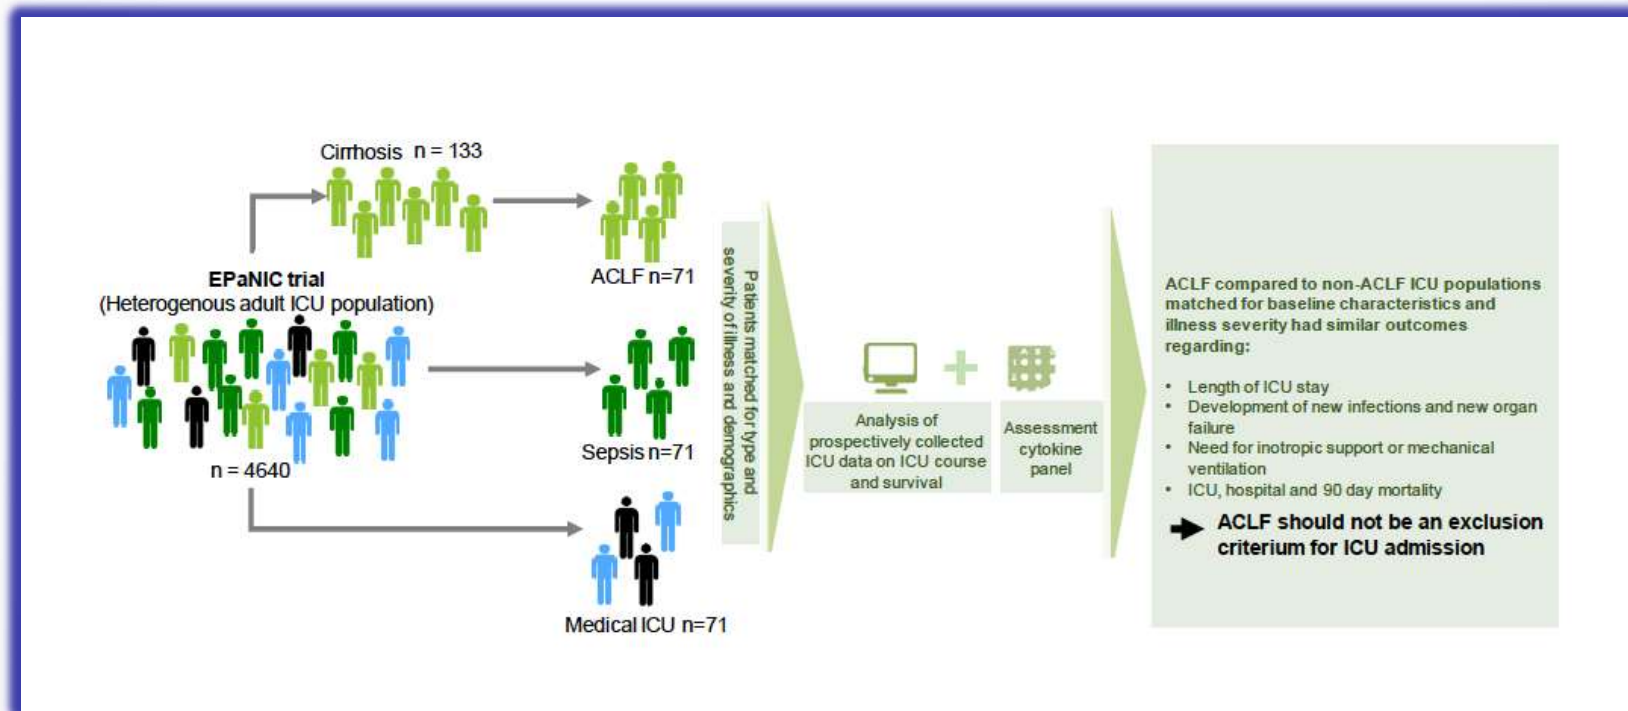 Cirrhosis n = 133
ACLF n=71
EPaNIC trial
(Heterogenous adult ICU population)
n = 4640
Sepsis n=71
Medical ICU n=71
Patients matched for type and
severity of illness and demographics
Analysis of
prospectively collected
ICU data on ICU course
and survival
Assessment
cytokine
panel
ACLF compared to non-ACLF ICU populations
matched for baseline characteristics and
illness severity had similar outcomes
regarding:
• Length of ICU stay
• Development of new infections and new organ
failure
• Need for inotropic support or mechanical
ventilation
• ICU, hospital and 90 day mortality
ACLF should not be an exclusion
criterium for ICU admission